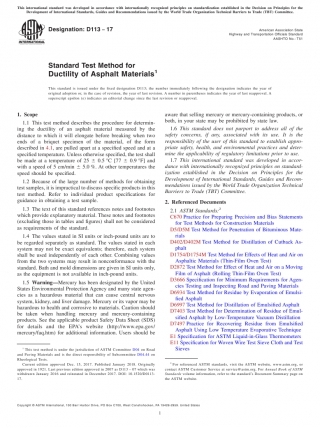 This international standard was developed in accordance with internationally recognized principles on standardization established in the Decision on Principles for the
Development of International Standards, Guides and Recommendations issued by the World Trade Organization Technical Barriers to Trade (TBT) Committee.
Designation: D113 − 17
American Association State
Highway and Transportation Officials Standard
AASHTO No.: T51
Standard Test Method for
Ductility of Asphalt Materials1
This standard is issued under the fixed designation D113; the number immediately following the designation indicates the year of
original adoption or, in the case of revision, the year of last revision. A number in parentheses indicates the year of last reapproval. A
superscript epsilon (ε) indicates an editorial change since the last revision or reapproval.
1. Scope
1.1 This test method describes the procedure for determin-
ing the ductility of an asphalt material measured by the
distance to which it will elongate before breaking when two
ends of a briquet specimen of the material, of the form
described in 4.1, are pulled apart at a specified speed and at a
specified temperature. Unless otherwise specified, the test shall
be made at a temperature of 25 ± 0.5 °C [77 ± 0.9 °F] and
with a speed of 5 cm/min ± 5.0 %. At other temperatures the
speed should be specified.
1.2 Because of the large number of methods for obtaining
test samples, it is impractical to discuss specific products in this
test method. Refer to individual product specifications for
guidance in obtaining a test sample.
1.3 The text of this standard references notes and footnotes
which provide explanatory material. These notes and footnotes
(excluding those in tables and figures) shall not be considered
as requirements of the standard.
1.4 The values stated in SI units or inch-pound units are to
be regarded separately as standard. The values stated in each
system may not be exact equivalents; therefore, each system
shall be used independently of each other. Combining values
from the two systems may result in nonconformance with the
standard. Bath and mold dimensions are given in SI units only,
as the equipment is not available in inch-pound units.
1.5 Warning—Mercury has been designated by the United
States Environmental Protection Agency and many state agen-
cies as a hazardous material that can cause central nervous
system, kidney, and liver damage. Mercury or its vapor may be
hazardous to health and corrosive to materials. Caution should
be taken when handling mercury and mercury-containing
products. See the applicable product Safety Data Sheet (SDS)
for details and the EPA's website (http://www.epa.gov/
mercury/faq.htm) for additional information. Users should be
aware that selling mercury or mercury-containing products, or
both, in your state may be prohibited by state law.
1.6 This standard does not purport to address all of the
safety concerns, if any, associated with its use. It is the
responsibility of the user of this standard to establish appro-
priate safety, health, and environmental practices and deter-
mine the applicability of regulatory limitations prior to use.
1.7 This international standard was developed in accor-
dance with internationally recognized principles on standard-
ization established in the Decision on Principles for the
Development of International Standards, Guides and Recom-
mendations issued by the World Trade Organization Technical
Barriers to Trade (TBT) Committee.
2. Referenced Documents
2.1 ASTM Standards:2
C670 Practice for Preparing Precision and Bias Statements
for Test Methods for Construction Materials
D5/D5M Test Method for Penetration of Bituminous Mate-
rials
D402/D402M Test Method for Distillation of Cutback As-
phalt
D1754/D1754M Test Method for Effects of Heat and Air on
Asphaltic Materials (Thin-Film Oven Test)
D2872 Test Method for Effect of Heat and Air on a Moving
Film of Asphalt (Rolling Thin-Film Oven Test)
D3666 Specification for Minimum Requirements for Agen-
cies Testing and Inspecting Road and Paving Materials
D6934 Test Method for Residue by Evaporation of Emulsi-
fied Asphalt
D6997 Test Method for Distillation of Emulsified Asphalt
D7403 Test Method for Determination of Residue of Emul-
sified Asphalt by Low-Temperature Vacuum Distillation
D7497 Practice for Recovering Residue from Emulsified
Asphalt Using Low Temperature Evaporative Technique
E1 Specification for ASTM Liquid-in-Glass Thermometers
E11 Specification for Woven Wire Test Sieve Cloth and Test
Sieves
1 This test method is under the jurisdiction of ASTM Committee D04 on Road
and Paving Materials and is the direct responsibility of Subcommittee D04.44 on
Rheological Tests.
Current edition approved Dec. 15, 2017. Published January 2018. Originally
approved in 1922. Last previous edition approved in 2007 as D113 – 07 which was
withdrawn January 2016 and reinstated in December 2017. DOI: 10.1520/D0113-
17.
2 For referenced ASTM standards, visit the ASTM website, www.astm.org, or
contact ASTM Customer Service at service@astm.org. For Annual Book of ASTM
Standards volume information, refer to the standard's Document Summary page on
the ASTM website.
Copyright © ASTM International, 100 Barr Harbor Drive, PO Box C700, West Conshohocken, PA 19428-2959. United States
1